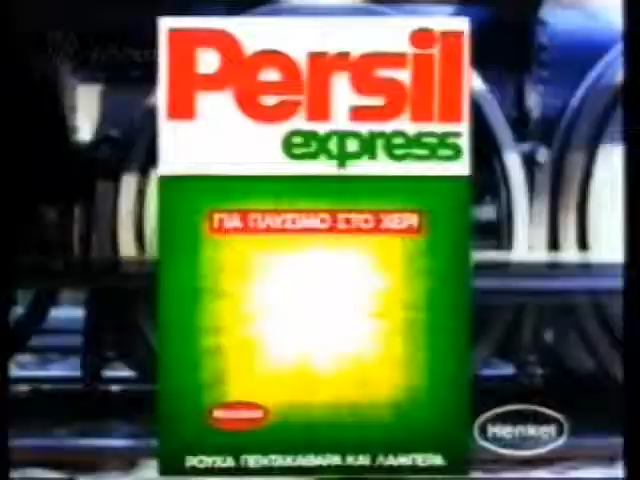 Persil
express
ΓΙΑ ΠΛΥΣΙΜΟ ΣΤΟ ΧΕΡΙ
Henkel
ΡΟΥΧΑ ΠΕΝΤΑΚΑΘΑΡΑ ΚΑΙ ΛΑΜΠΕΡΑ